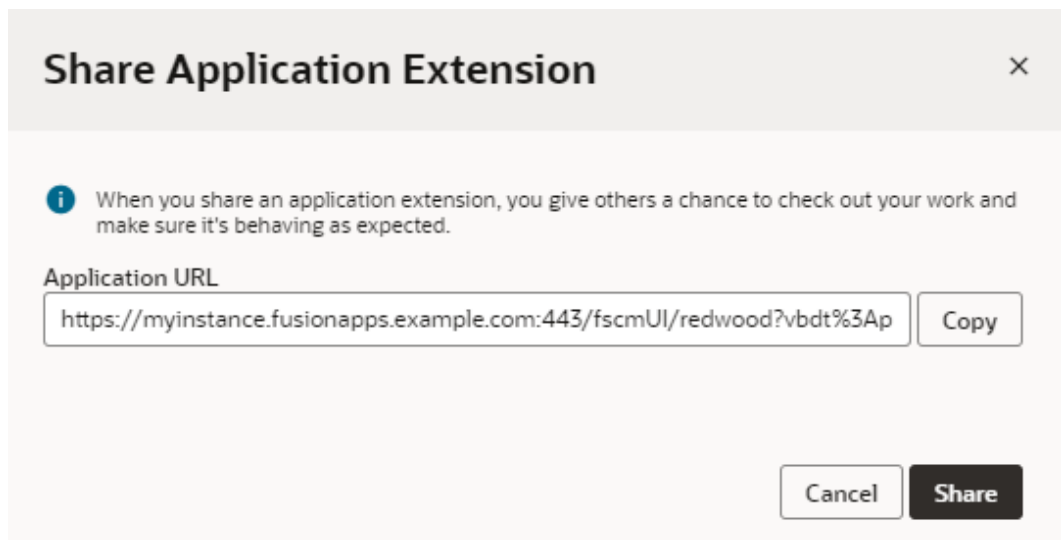 Share Application Extension
When you share an application extension, you give others a chance to check out your work and
make sure it's behaving as expected.
Application URL
https://myinstance.fusionapps.example.com:443/fscmUI/redwood?vbdt%3Ap
Copy
Cancel
Share